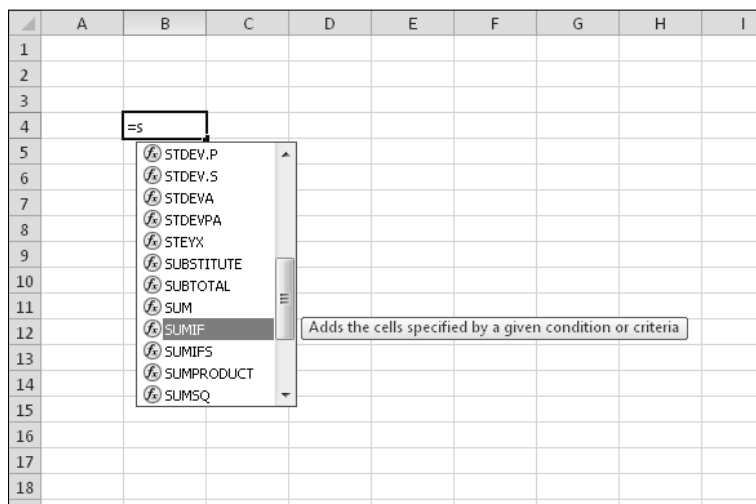 A B C D E F G H I
1
2
3
4 =s
5 STDEV.P
6 STDEV.S
7 STDEVA
8 STDEVPA
9 STEYX
SUBSTITUTE
10 SUBTOTAL
11 SUM
12 SUMIF Adds the cells specified by a given condition or criteria
13 SUMIFS
14 SUMPRODUCT
15 SUMSQ
16
17
18